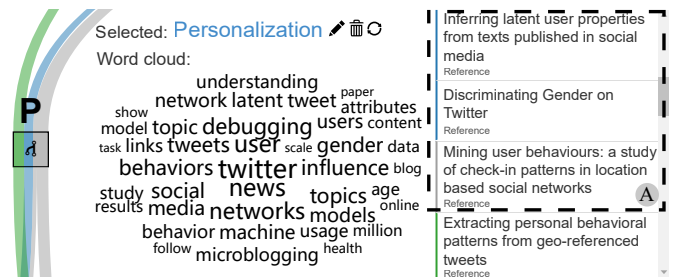 Selected: Personalization
Word cloud:
understanding
paper
network latent tweet attributes
show
model topic debugging users content
task links tweets user scale gender data
behaviors twitter influence blog
study social news topics age
results media networks models online
behavior machine usage million
follow microblogging health
P
Inferring latent user properties
from texts published in social
media
Reference
Discriminating Gender on
Twitter
Reference
Mining user behaviours: a study
of check-in patterns in location
based social networks
A
Reference
Extracting personal behavioral
patterns from geo-referenced
tweets
Reference